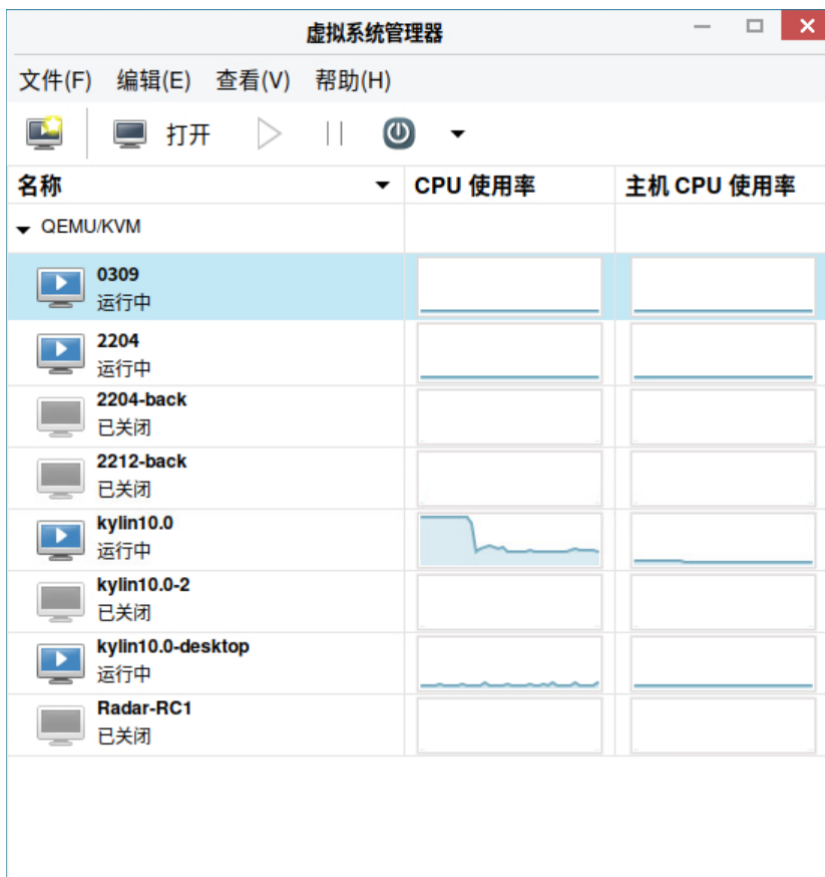 虚拟系统管理器
文件(F) 编辑(E) 查看(V) 帮助(H)
打开
名称 CPU 使用率 主机 CPU 使用率
QEMU/KVM
0309
运行中
2204
运行中
2204-back
已关闭
2212-back
已关闭
kylin10.0
运行中
kylin10.0-2
已关闭
kylin10.0-desktop
运行中
Radar-RC1
已关闭